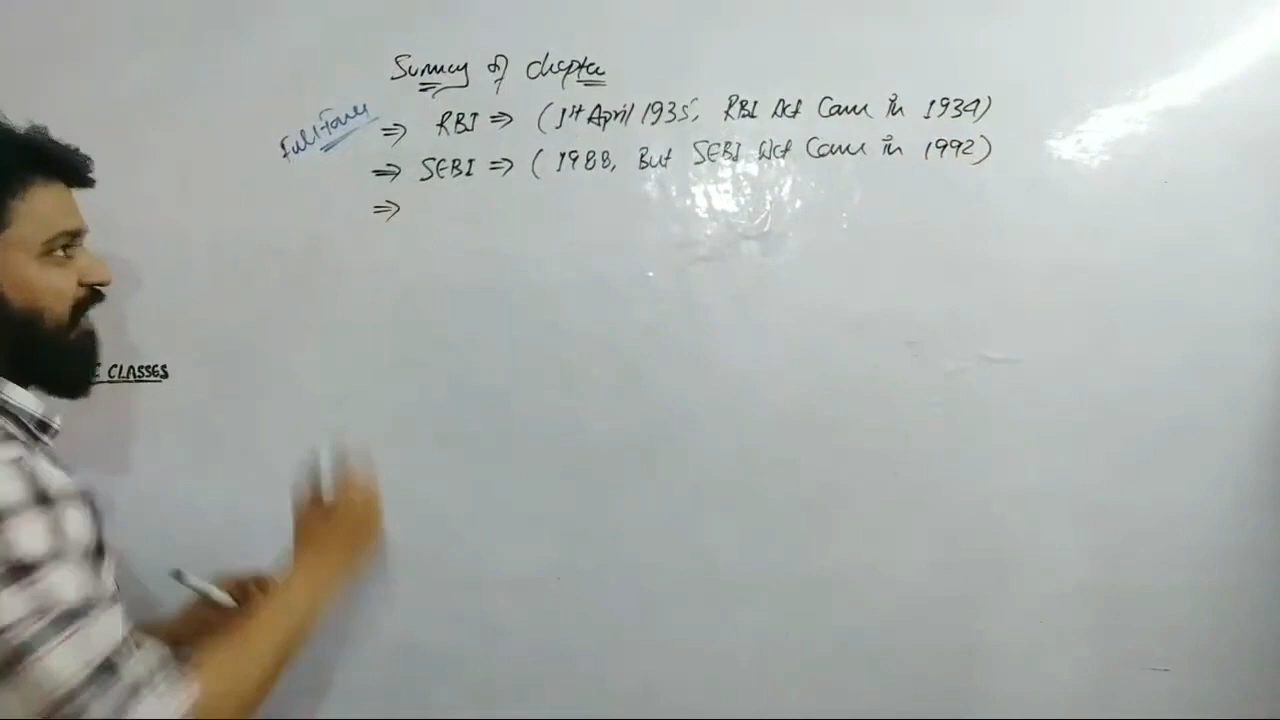 Summary of chapter
Full-Forms
⇒ RBI ⇒ (1st April 1935, RBI Act Came in 1934)
⇒ SEBI ⇒ (1988, But SEBI Act Came in 1992)
⇒
CLASSES